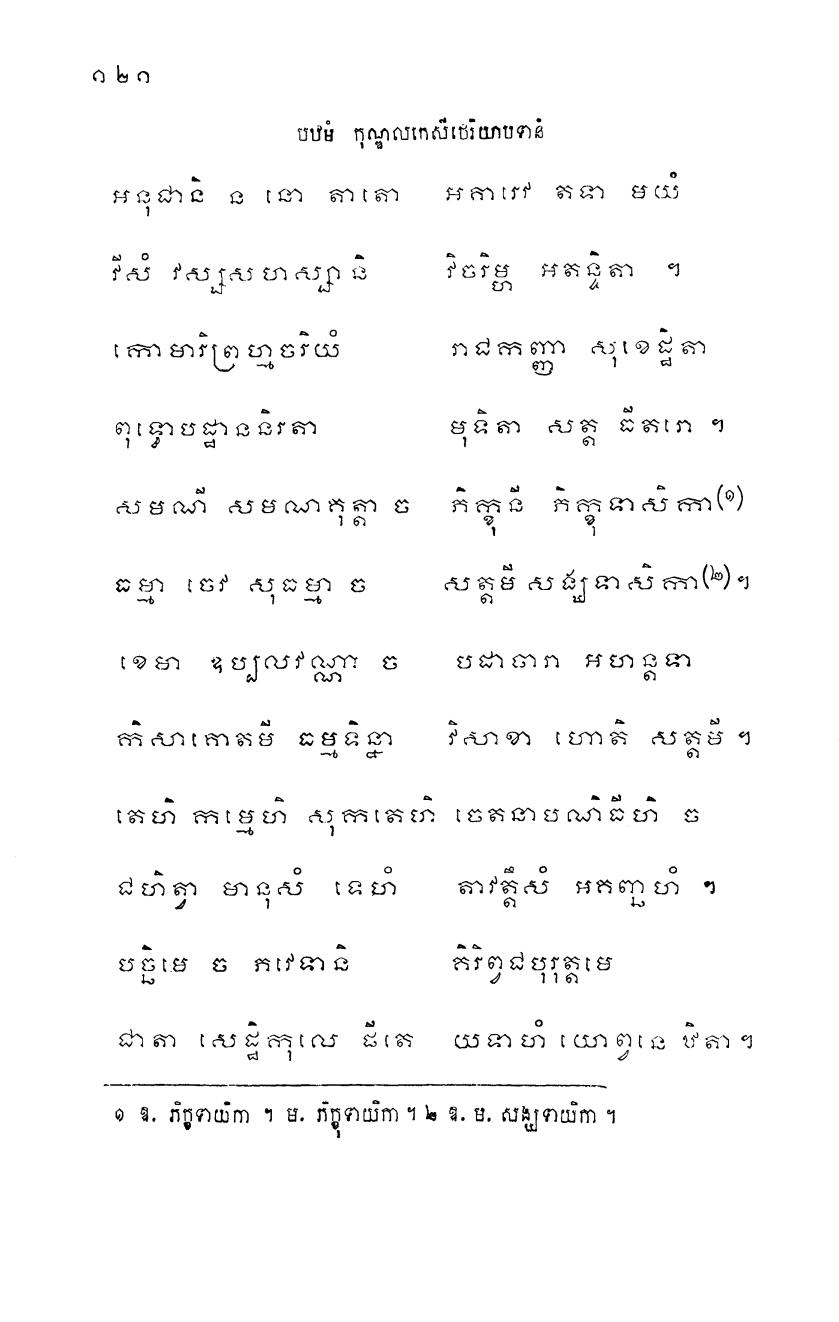 ១២១
បឋមំ កុណ្ឌលកេសីថេរិយាបទានំ
អនុជានិ ន នោ តាតោ អគារេវ តទា មយំ
វីសំ វស្សសហស្សានិ វិចរិម្ហ អតន្ទិតា ។
កោមារិព្រហ្មចរិយំ រាជកញ្ញា សុខេដ្ឋិតា
ពុទ្ធោបដ្ឋាននិរតា មុទិតា សត្ត ធីតរោ ។
សមណី សមណគុត្តា ច ភិក្ខុនី ភិក្ខុទាសិកា(១)
ធម្មា ចេវ សុធម្មា ច សត្តមី សង្ឃទាសិកា(២)។
ខេមា ឧប្បលវណ្ណា ច បដាចារា អហន្តទា
កិសាគោតមី ធម្មទិន្នា វិសាខា ហោតិ សត្តមី ។
តេហិ កម្មេហិ សុកតេហិ ចេតនាបណិធីហិ ច
ជហិត្វា មានុសំ ទេហំ តាវត្តឹសំ អគញ្ឆហំ ។
បច្ឆិមេ ច ភវេទានិ គិរិព្វជបុរុត្តមេ
ជាតា សេដ្ឋិកុលេ ផីតេ យទាហំ យោព្វនេ ឋិតា។
១ ឱ. ភិក្ខុទាយិកា ។ ម. ភិក្ខុទាយិកា ។ ២ ឱ. ម. សង្ឃទាយិកា ។